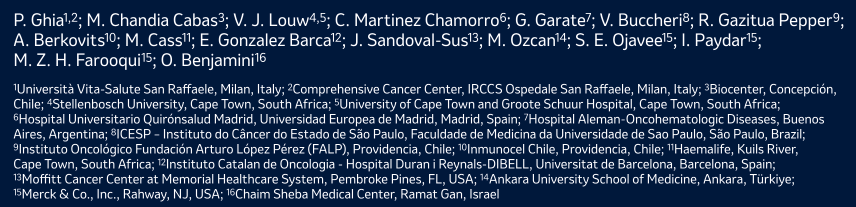 P. Ghia1,2; M. Chandia Cabas3; V. J. Louw4,5; C. Martinez Chamorro6; G. Garate7; V. Buccheri8; R. Gazitua Pepper9;
A. Berkovits10; M. Cass11; E. Gonzalez Barca12; J. Sandoval-Sus13; M. Ozcan14; S. E. Ojavee15; I. Paydar15;
M. Z. H. Farooqui15; O. Benjamini16
1Università Vita-Salute San Raffaele, Milan, Italy; 2Comprehensive Cancer Center, IRCCS Ospedale San Raffaele, Milan, Italy; 3Biocenter, Concepción,
Chile; 4Stellenbosch University, Cape Town, South Africa; 5University of Cape Town and Groote Schuur Hospital, Cape Town, South Africa;
6Hospital Universitario Quirónsalud Madrid, Universidad Europea de Madrid, Madrid, Spain; 7Hospital Aleman-Oncohematologic Diseases, Buenos
Aires, Argentina; 8ICESP – Instituto do Câncer do Estado de São Paulo, Faculdade de Medicina da Universidade de Sao Paulo, São Paulo, Brazil;
9Instituto Oncológico Fundación Arturo López Pérez (FALP), Providencia, Chile; 10Inmunocel Chile, Providencia, Chile; 11Haemalife, Kuils River,
Cape Town, South Africa; 12Institut Catalan de Oncologia - Hospital Duran i Reynals-DIBELL, Universitat de Barcelona, Barcelona, Spain;
13Moffitt Cancer Center at Memorial Healthcare System, Pembroke Pines, FL, USA; 14Ankara University School of Medicine, Ankara, Türkiye;
15Merck & Co., Inc., Rahway, NJ, USA; 16Chaim Sheba Medical Center, Ramat Gan, Israel